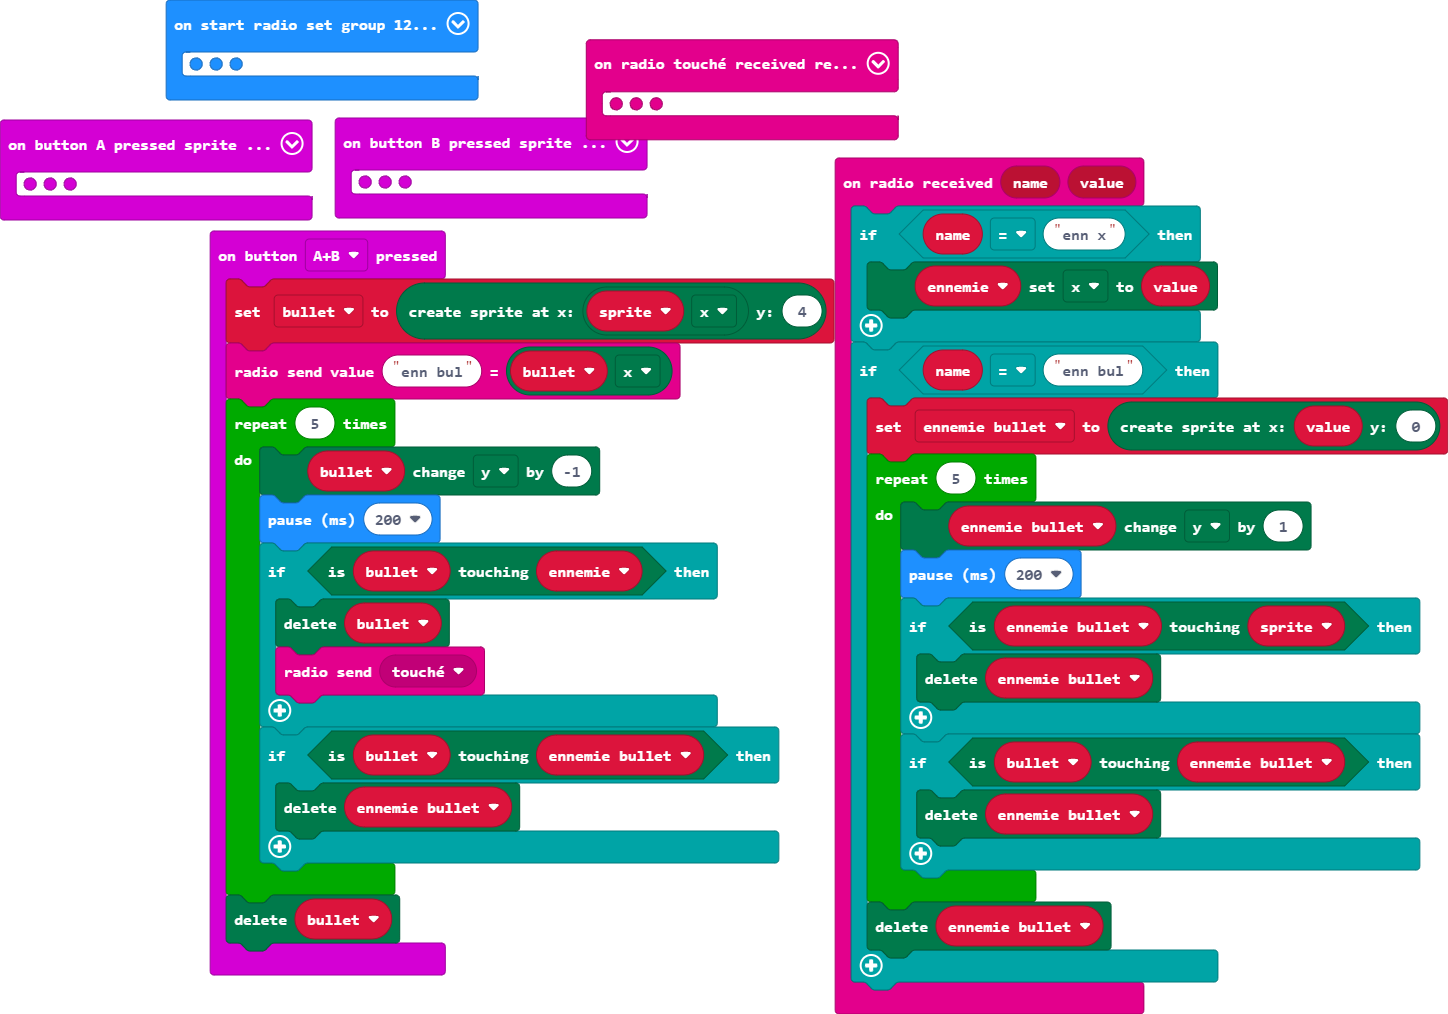 on start radio set group 12...
on radio touché received re...
on button A pressed sprite ...
on button B pressed sprite ...
on button A+B pressed
set bullet to create sprite at x: sprite x y: 4
radio send value "enn bul" = bullet x
repeat 5 times
do
bullet change y by -1
pause (ms) 200
if is bullet touching ennemie then
delete bullet
radio send touché
if is bullet touching ennemie bullet then
delete ennemie bullet
delete bullet
on radio received name value
if name = "enn x" then
ennemie set x to value
if name = "enn bul" then
set ennemie bullet to create sprite at x: value y: 0
repeat 5 times
do
ennemie bullet change y by 1
pause (ms) 200
if is ennemie bullet touching sprite then
delete ennemie bullet
if is bullet touching ennemie bullet then
delete ennemie bullet
delete ennemie bullet